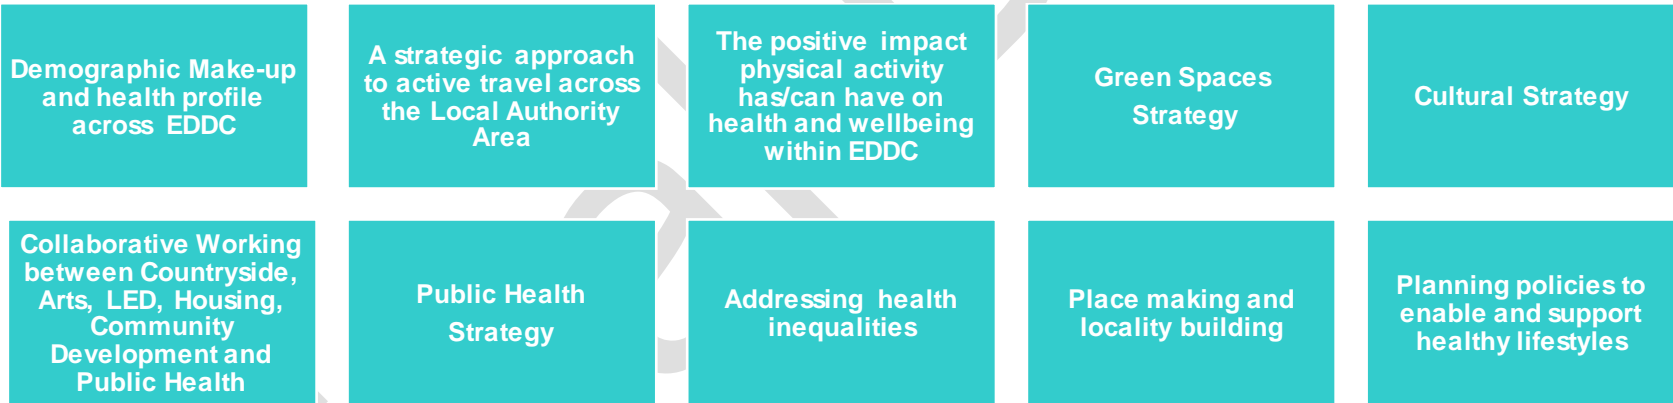 Demographic Make-up
and health profile
across EDDC
A strategic approach
to active travel across
the Local Authority
Area
The positive impact
physical activity
has/can have on
health and wellbeing
within EDDC
Green Spaces
Strategy
Cultural Strategy
Collaborative Working
between Countryside,
Arts, LED, Housing,
Community
Development and
Public Health
Public Health
Strategy
Addressing health
inequalities
Place making and
locality building
Planning policies to
enable and support
healthy lifestyles